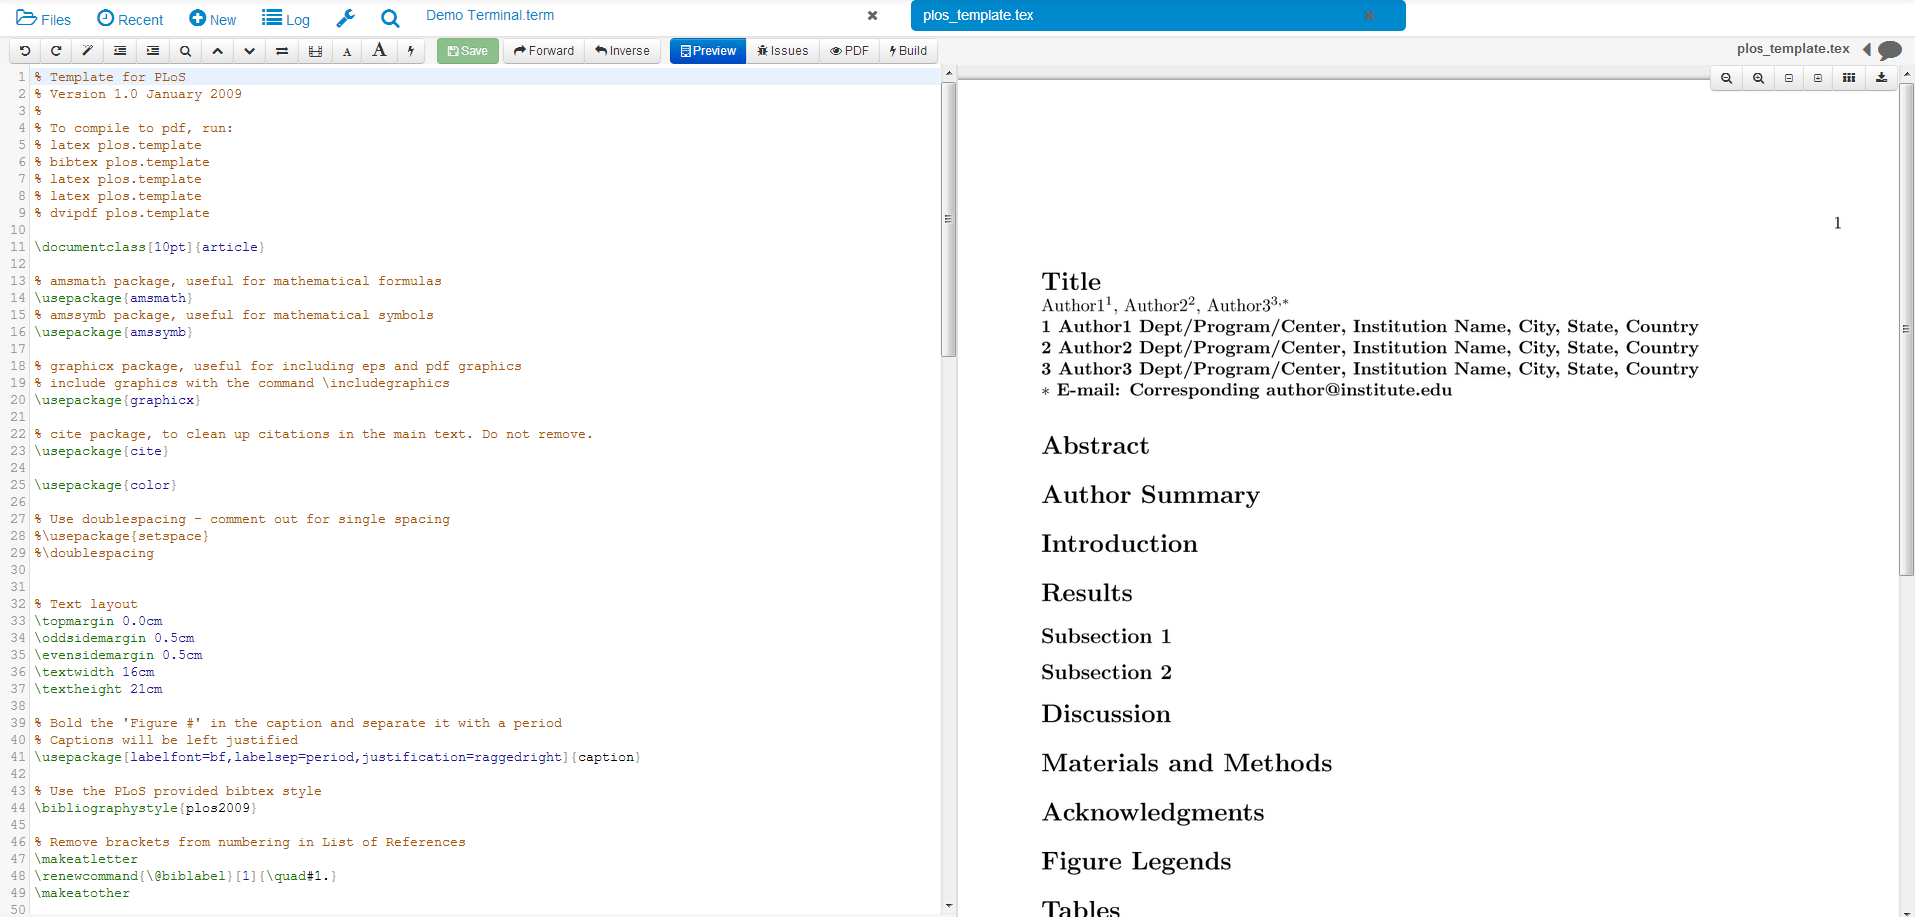 Files Recent New Log Demo Terminal.term plos_template.tex
Save Forward Inverse Preview Issues PDF Build plos_template.tex
1 % Template for PLoS
2 % Version 1.0 January 2009
3 %
4 % To compile to pdf, run:
5 % latex plos.template
6 % bibtex plos.template
7 % latex plos.template
8 % latex plos.template
9 % dvipdf plos.template
10
11 \documentclass[10pt]{article}
12
13 % amsmath package, useful for mathematical formulas
14 \usepackage{amsmath}
15 % amssymb package, useful for mathematical symbols
16 \usepackage{amssymb}
17
18 % graphicx package, useful for including eps and pdf graphics
19 % include graphics with the command \includegraphics
20 \usepackage{graphicx}
21
22 % cite package, to clean up citations in the main text. Do not remove.
23 \usepackage{cite}
24
25 \usepackage{color}
26
27 % Use doublespacing - comment out for single spacing
28 %\usepackage{setspace}
29 %\doublespacing
30
31
32 % Text layout
33 \topmargin 0.0cm
34 \oddsidemargin 0.5cm
35 \evensidemargin 0.5cm
36 \textwidth 16cm
37 \textheight 21cm
38
39 % Bold the 'Figure #' in the caption and separate it with a period
40 % Captions will be left justified
41 \usepackage[labelfont=bf,labelsep=period,justification=raggedright]{caption}
42
43 % Use the PLoS provided bibtex style
44 \bibliographystyle{plos2009}
45
46 % Remove brackets from numbering in List of References
47 \makeatletter
48 \renewcommand{\@biblabel}[1]{\quad#1.}
49 \makeatother
50
1
Title
Author1¹, Author2², Author3³,*
1 Author1 Dept/Program/Center, Institution Name, City, State, Country
2 Author2 Dept/Program/Center, Institution Name, City, State, Country
3 Author3 Dept/Program/Center, Institution Name, City, State, Country
* E-mail: Corresponding author@institute.edu
Abstract
Author Summary
Introduction
Results
Subsection 1
Subsection 2
Discussion
Materials and Methods
Acknowledgments
Figure Legends
Tables